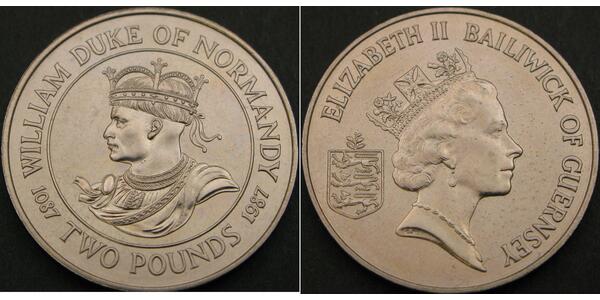 WILLIAM DUKE OF NORMANDY
1087 TWO POUNDS 1987
ELIZABETH II BAILIWICK OF GUERNSEY